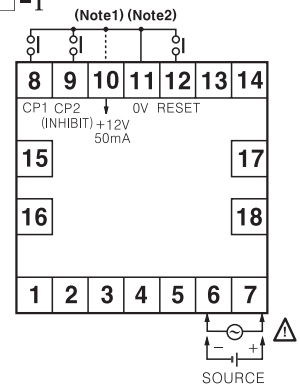 -1
(Note1) (Note2)
8 9 10 11 12 13 14
CP1 CP2 0V RESET
(INHIBIT) +12V
50mA
15 17
16 18
1 2 3 4 5 6 7
- +
SOURCE